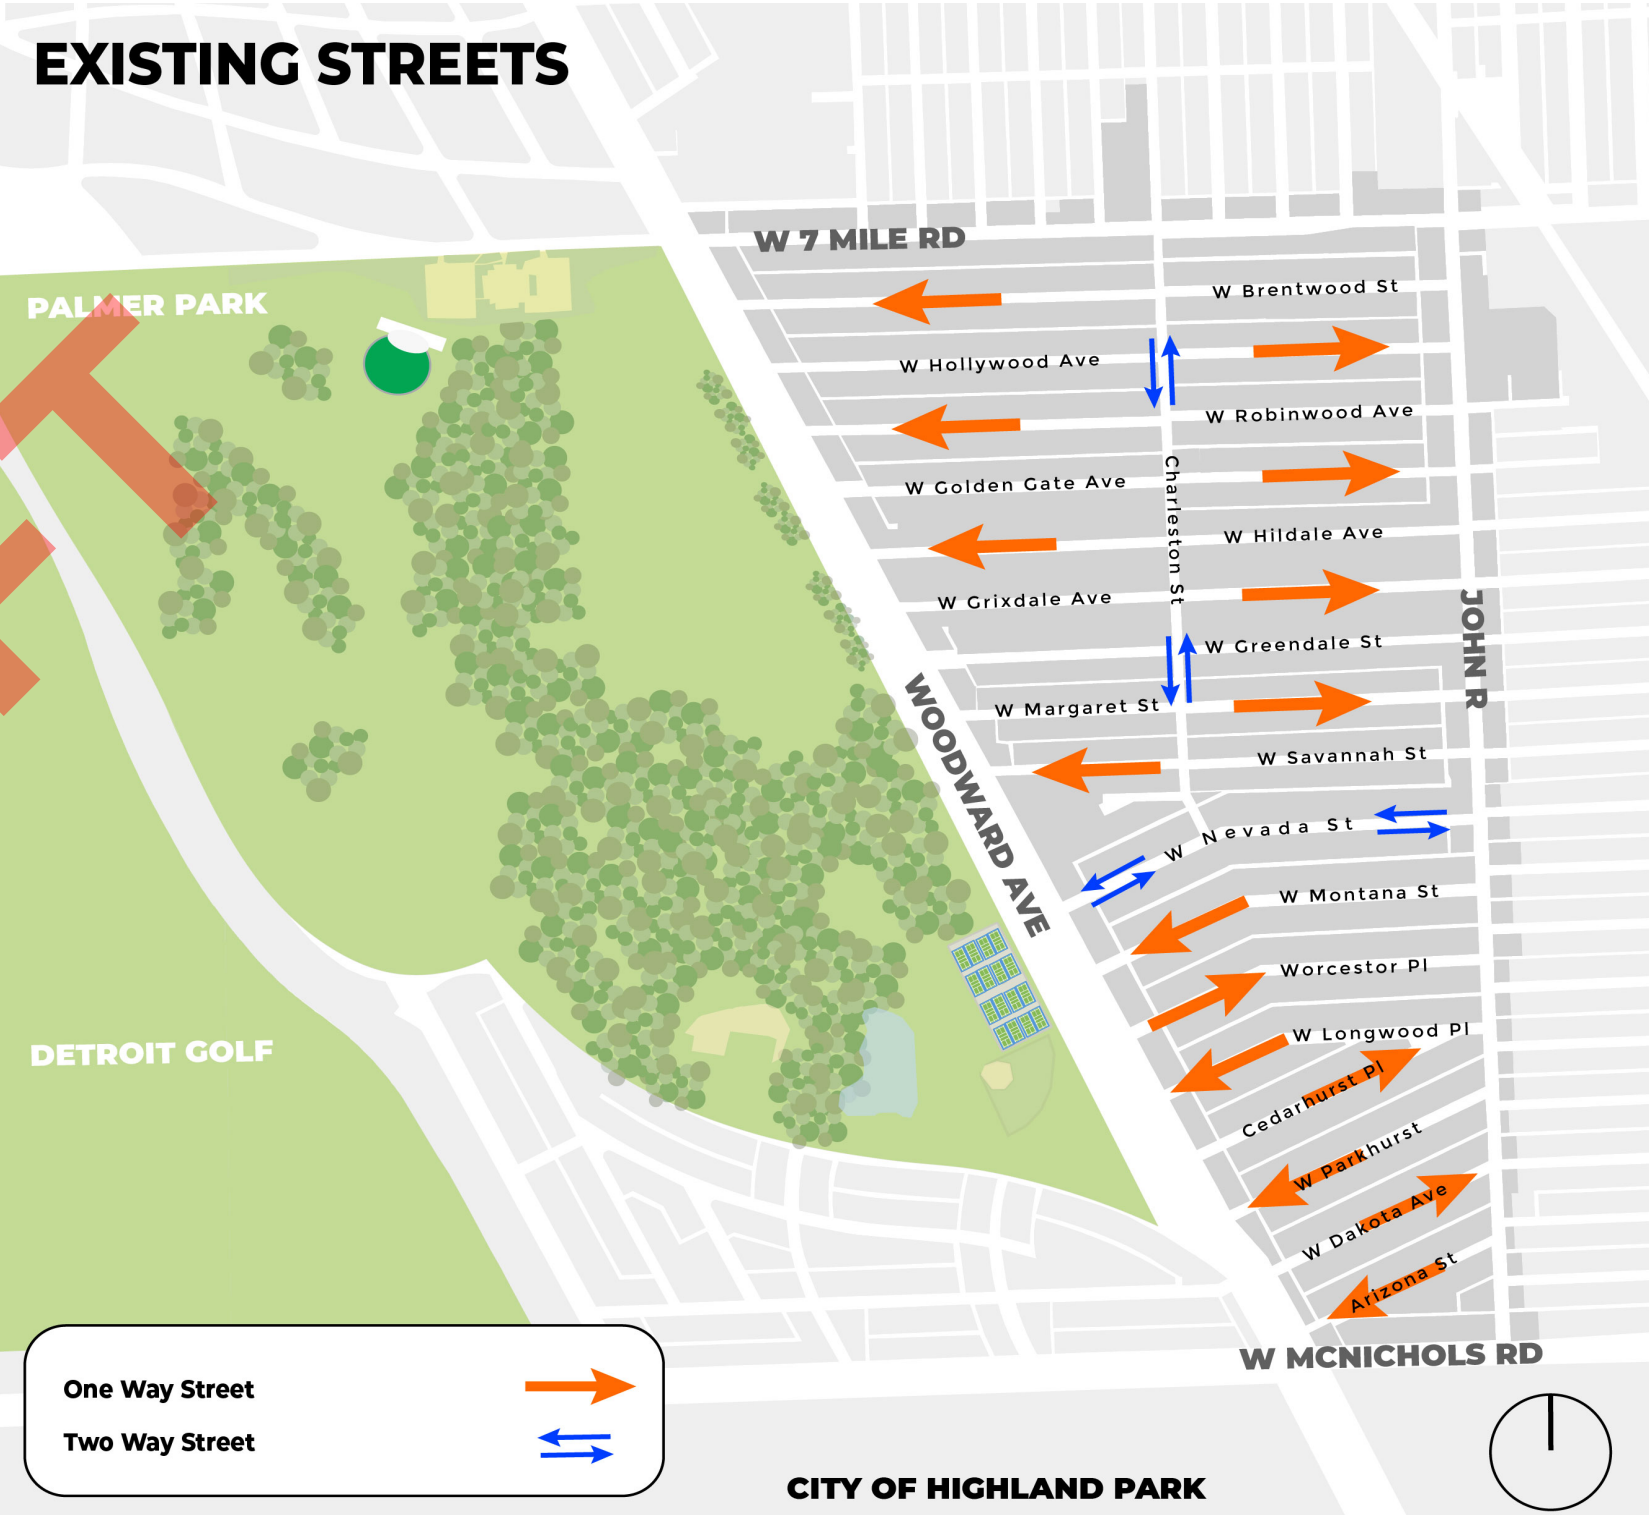 EXISTING STREETS
W 7 MILE RD
PALMER PARK
W Brentwood St
W Hollywood Ave
W Robinwood Ave
W Golden Gate Ave
Charleston St
W Hildale Ave
W Grixdale Ave
JOHN R
W Greendale St
W Margaret St
WOODWARD AVE
W Savannah St
W Nevada St
W Montana St
Worcestor Pl
W Longwood Pl
DETROIT GOLF
Cedarhurst Pl
W Parkhurst
W Dakota Ave
Arizona St
W MCNICHOLS RD
One Way Street
Two Way Street
CITY OF HIGHLAND PARK